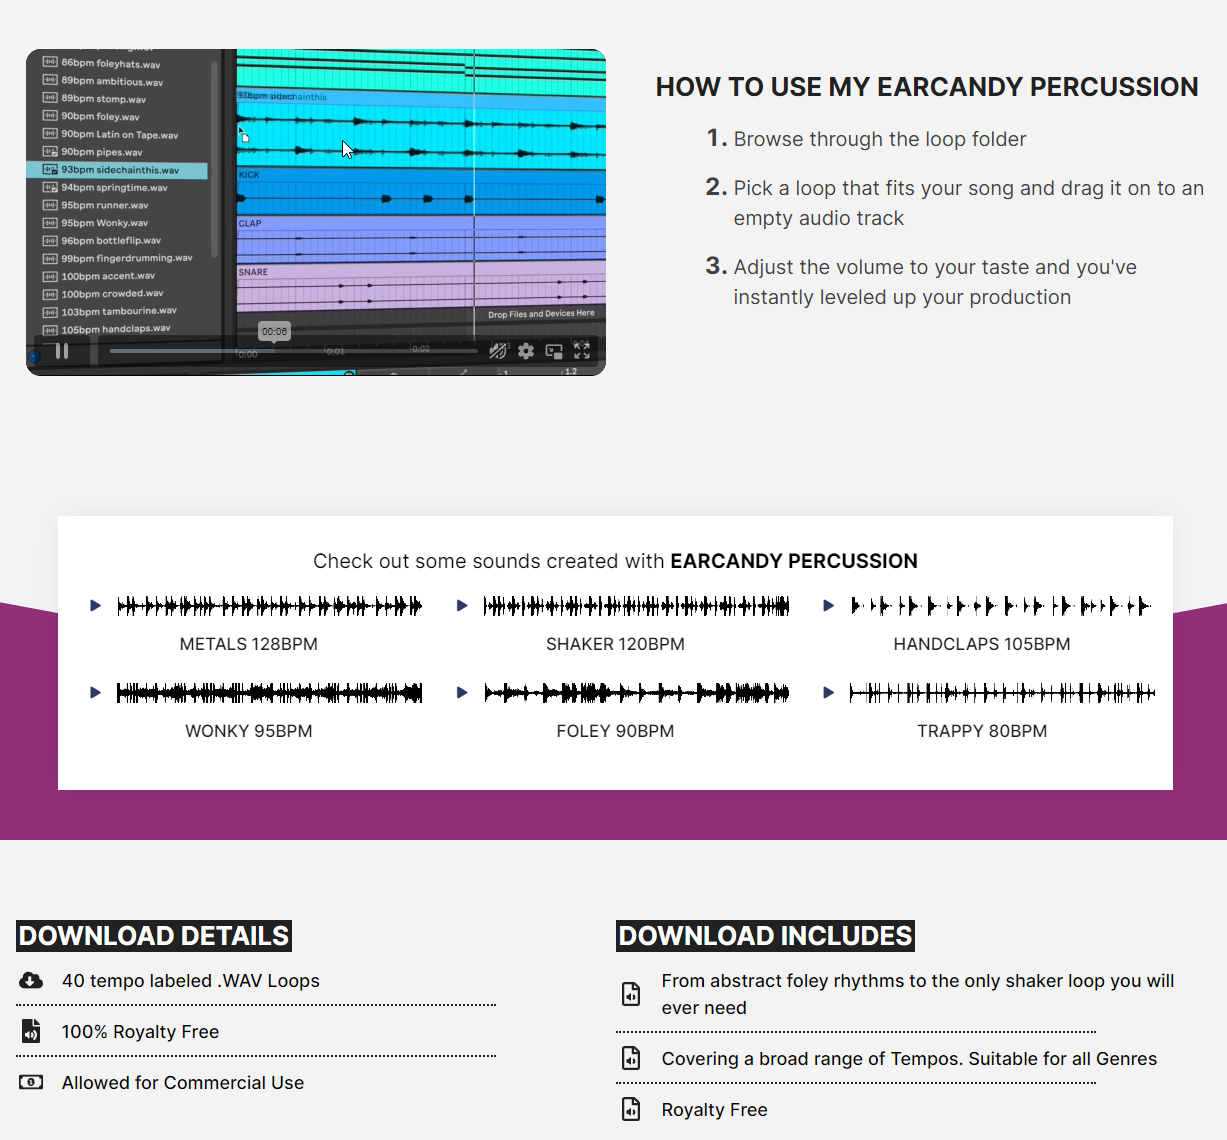 86bpm foleyhats.wav
89bpm ambitious.wav
89bpm stomp.wav
90bpm foley.wav
90bpm Latin on Tape.wav
90bpm pipes.wav
93bpm sidechainthis.wav
94bpm springtime.wav
95bpm runner.wav
95bpm Wonky.wav
96bpm bottleflip.wav
99bpm fingerdrumming.wav
100bpm accent.wav
100bpm crowded.wav
103bpm tambourine.wav
105bpm handclaps.wav
KICK
CLAP
SNARE
Drop Files and Devices Here
00:06
0:00
0:01
0:02
1.2
HOW TO USE MY EARCANDY PERCUSSION
1. Browse through the loop folder
2. Pick a loop that fits your song and drag it on to an
empty audio track
3. Adjust the volume to your taste and you've
instantly leveled up your production
Check out some sounds created with EARCANDY PERCUSSION
METALS 128BPM
SHAKER 120BPM
HANDCLAPS 105BPM
WONKY 95BPM
FOLEY 90BPM
TRAPPY 80BPM
DOWNLOAD DETAILS
40 tempo labeled .WAV Loops
100% Royalty Free
Allowed for Commercial Use
DOWNLOAD INCLUDES
From abstract foley rhythms to the only shaker loop you will
ever need
Covering a broad range of Tempos. Suitable for all Genres
Royalty Free